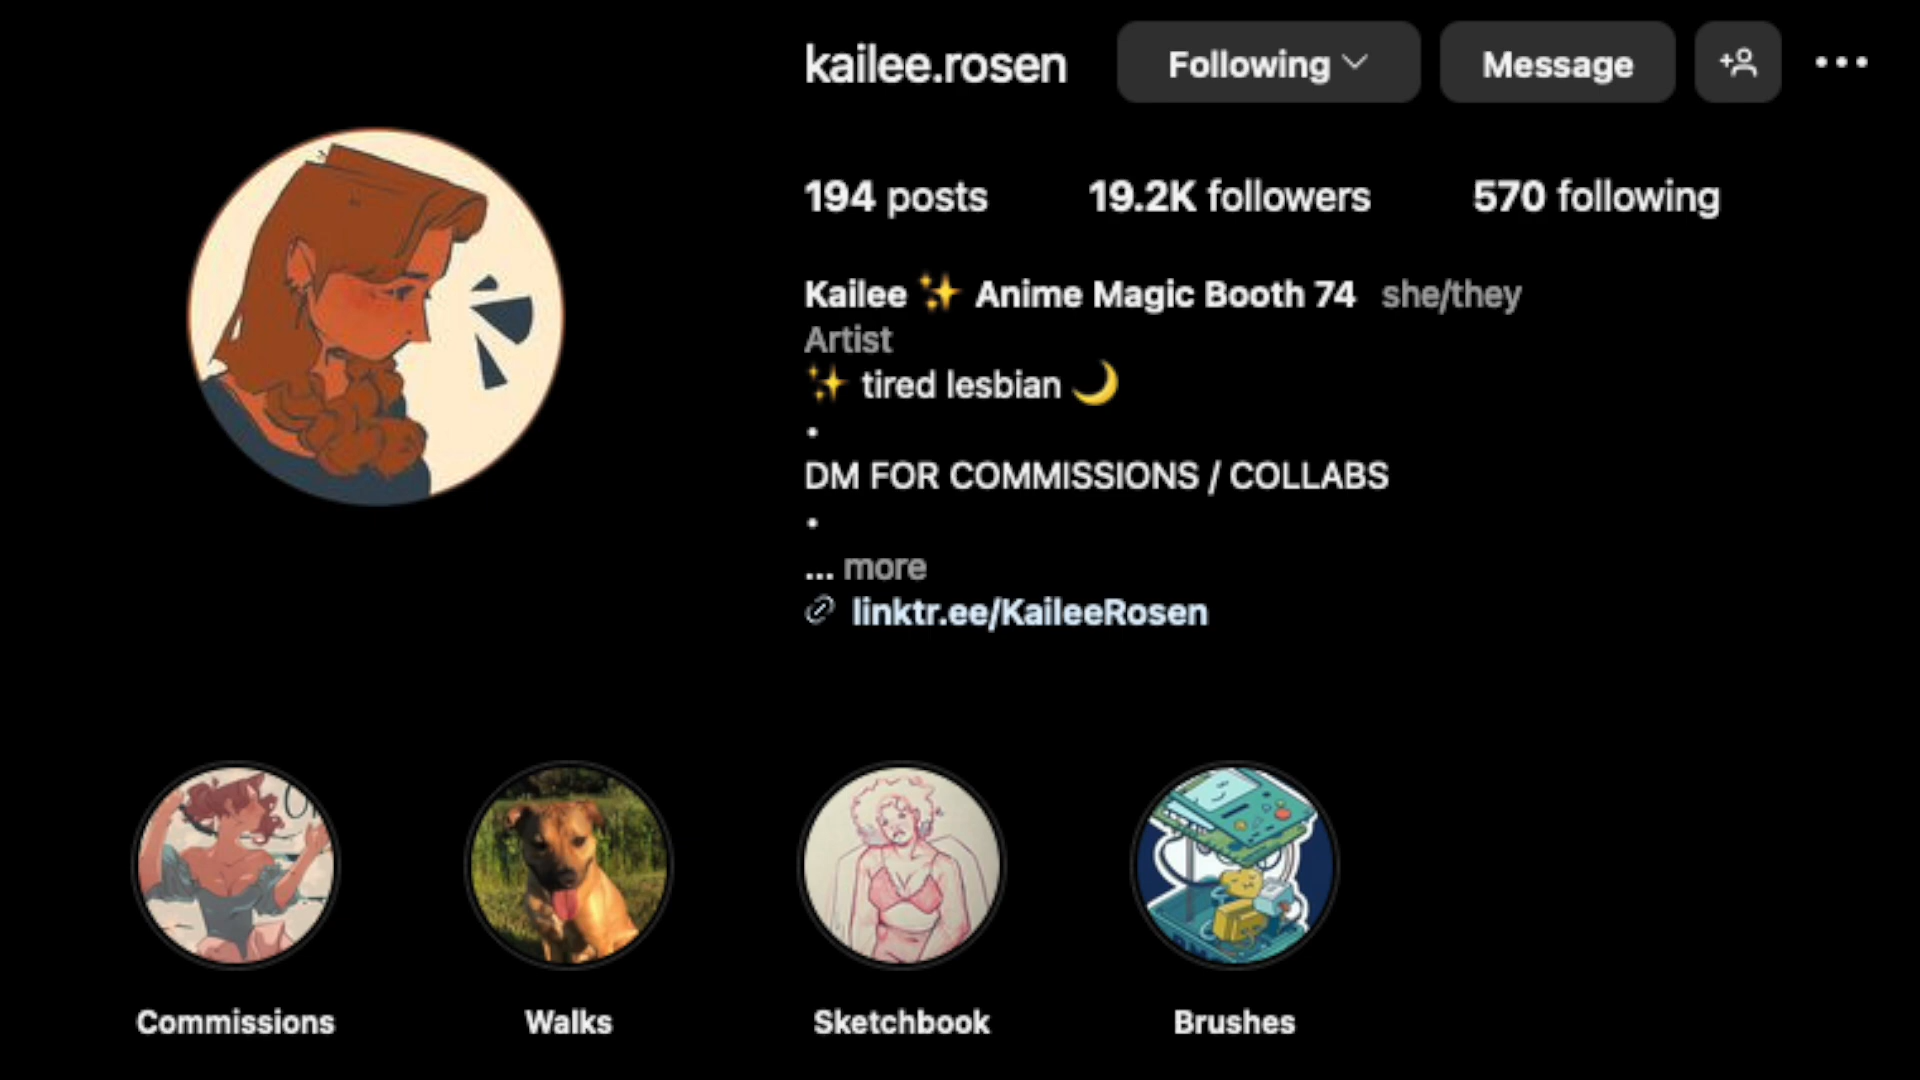 kailee.rosen Following Message
194 posts 19.2K followers 570 following
Kailee ✨ Anime Magic Booth 74 she/they
Artist
✨ tired lesbian 🌙
•
DM FOR COMMISSIONS / COLLABS
•
... more
linktr.ee/KaileeRosen
Commissions Walks Sketchbook Brushes